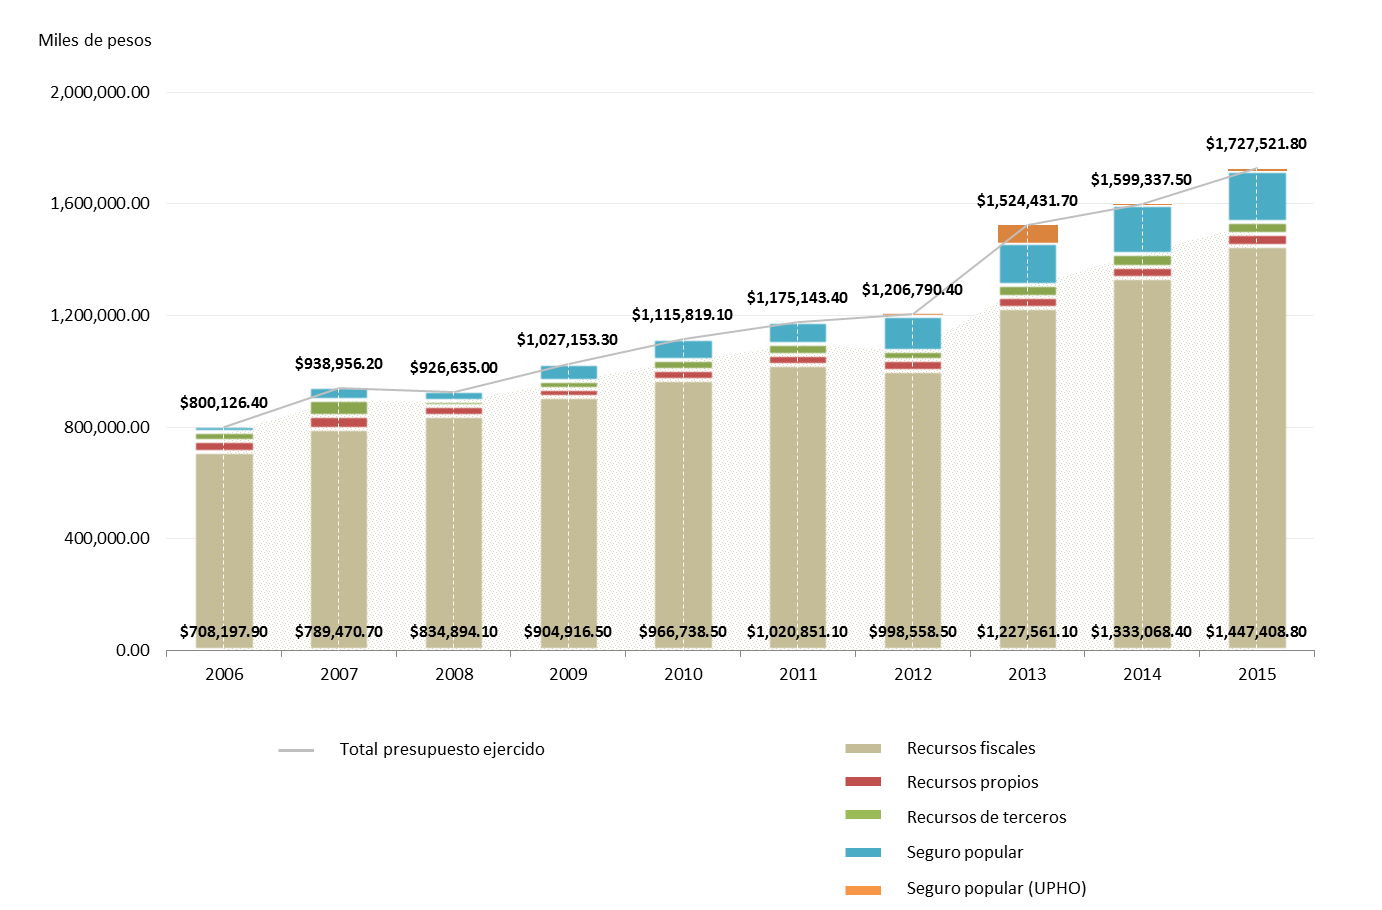 Miles de pesos
2,000,000.00
$1,727,521.80
$1,599,337.50
1,600,000.00
$1,524,431.70
$1,206,790.40
$1,175,143.40
$1,115,819.10
1,200,000.00
$1,027,153.30
$938,956.20
$926,635.00
$800,126.40
800,000.00
400,000.00
$708,197.90 $789,470.70 $834,894.10 $904,916.50 $966,738.50 $1,020,851.10 $998,558.50 $1,227,561.10 $1,333,068.40 $1,447,408.80
0.00
2006 2007 2008 2009 2010 2011 2012 2013 2014 2015
Total presupuesto ejercido
Recursos fiscales
Recursos propios
Recursos de terceros
Seguro popular
Seguro popular (UPHO)